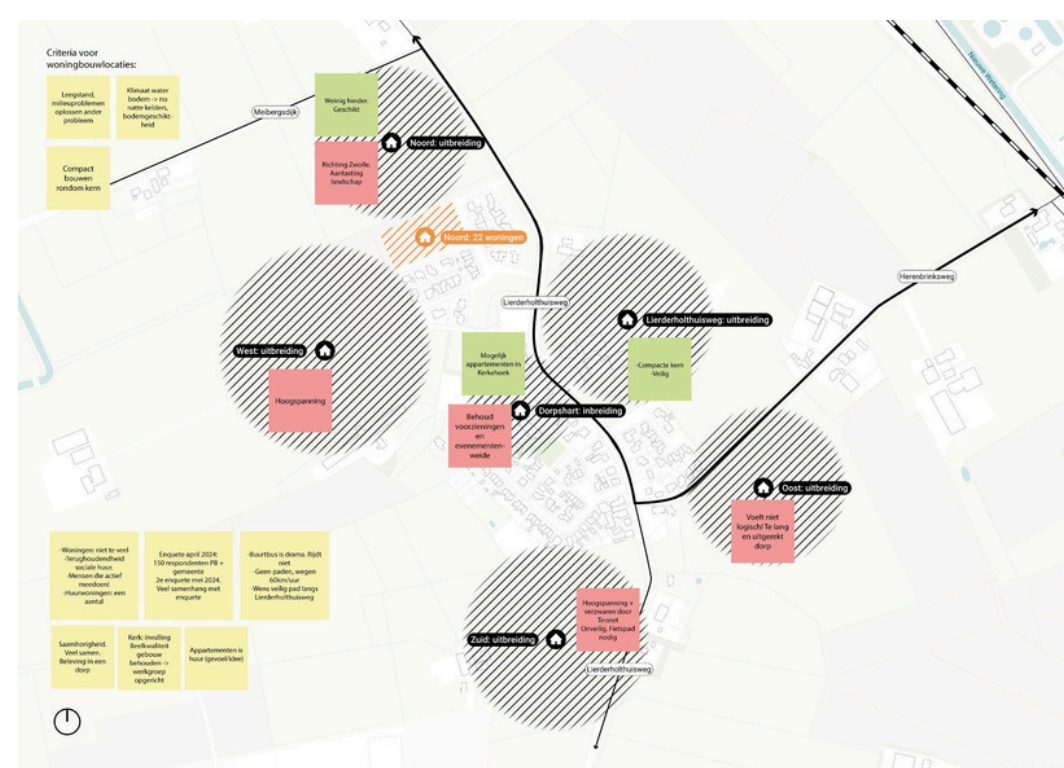 Criteria voor
woningbouwlocaties:
Leegstand,
milieuproblemen
oplossen ander
probleem
Klimaat water
bodem -> nu
natte kelders,
bodemgeschikt-
heid
Compact
bouwen
rondom kern
Meibergsdijk
Weinig hinder.
Geschikt
Noord: uitbreiding
Richting Zwolle.
Aantasting
landschap
Noord: 22 woningen
Nieuwe Wetering
Herenbrinksweg
Lierderholthuisweg
Lierderholthuisweg: uitbreiding
-Compacte kern
-Veilig
West: uitbreiding
Hoogspanning
Mogelijk
appartementen in
Kerkehoek
Dorpshart: inbreiding
Behoud
voorzieningen
en
evenementen-
weide
Oost: uitbreiding
Voelt niet
logisch! Te lang
en uitgerekt
dorp
-Woningen: niet te veel
-Terughoudendheid
sociale huur.
-Mensen die actief
meedoen!
-Huurwoningen: een
aantal
Enquete april 2024:
150 respondenten PB +
gemeente
2e enquete mei 2024.
Veel samenhang met
enquete
-Buurtbus is drama. Rijdt
niet
-Geen paden, wegen
60km/uur
-Wens veilig pad langs
Lierderholthuisweg
Saamhorigheid.
Veel samen.
Beleving in een
dorp
Kerk: invulling
Beelkwaliteit
gebouw
behouden ->
werkgroep
opgericht
Appartementen is
huur (gevoel/idee)
Hoogspanning +
verzwaren door
Tennet
Onveilig. Fietspad
nodig
Zuid: uitbreiding
Lierderholthuisweg